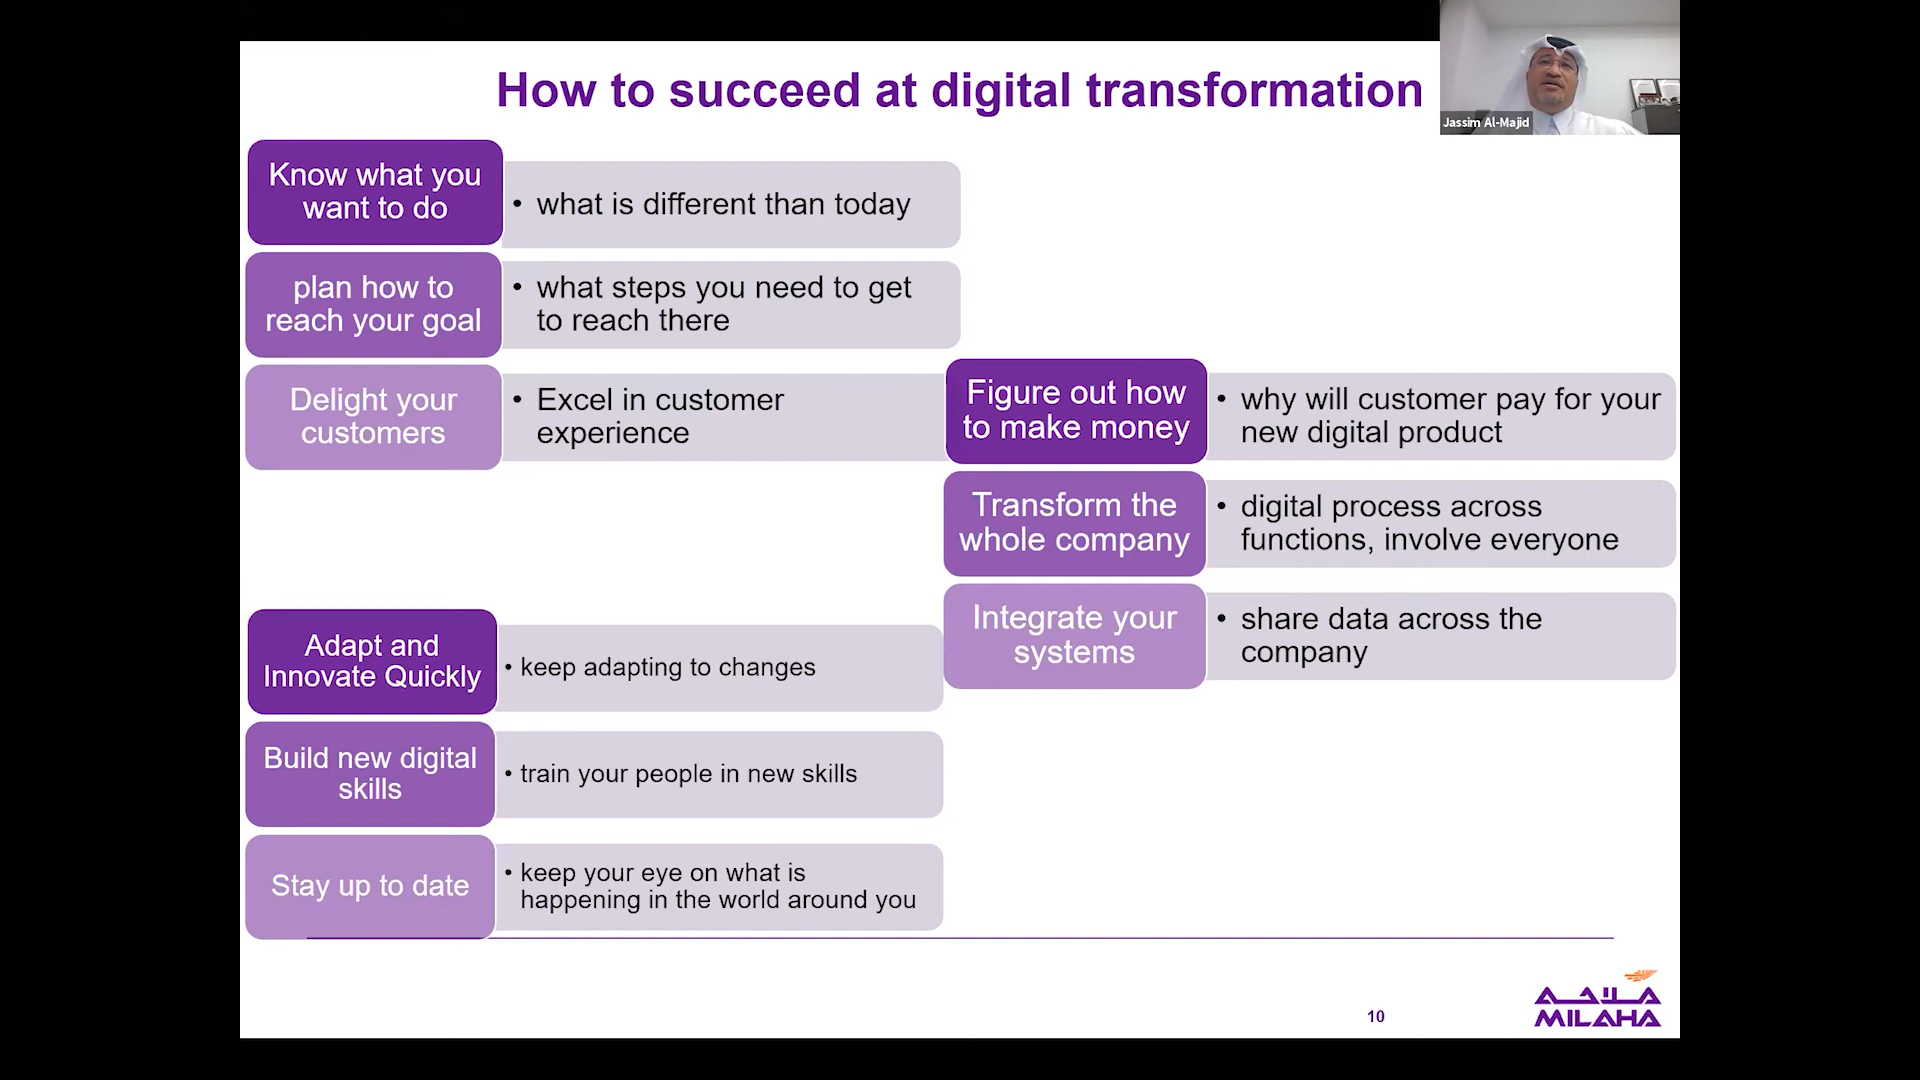 How to succeed at digital transformation
Jassim Al-Majid
Know what you
want to do
• what is different than today
plan how to
reach your goal
• what steps you need to get
to reach there
Delight your
customers
• Excel in customer
experience
Figure out how
to make money
• why will customer pay for your
new digital product
Transform the
whole company
• digital process across
functions, involve everyone
Integrate your
systems
• share data across the
company
Adapt and
Innovate Quickly
• keep adapting to changes
Build new digital
skills
• train your people in new skills
Stay up to date
• keep your eye on what is
happening in the world around you
10
ملاحة
MILAHA